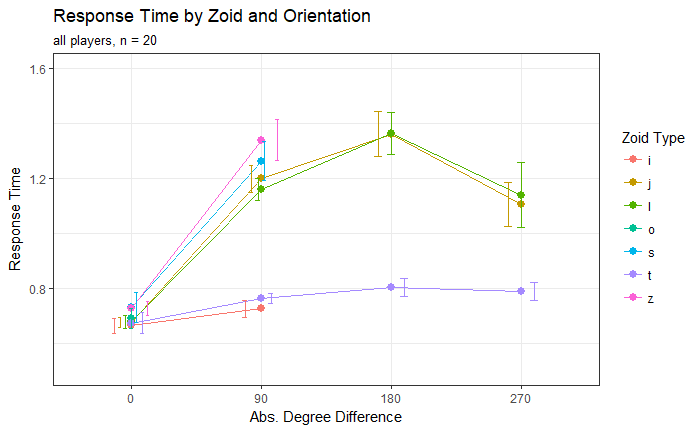 Response Time by Zoid and Orientation
all players, n = 20
1.6
1.2
0.8
Response Time
0
90
180
270
Abs. Degree Difference
Zoid Type
i
j
l
o
s
t
z